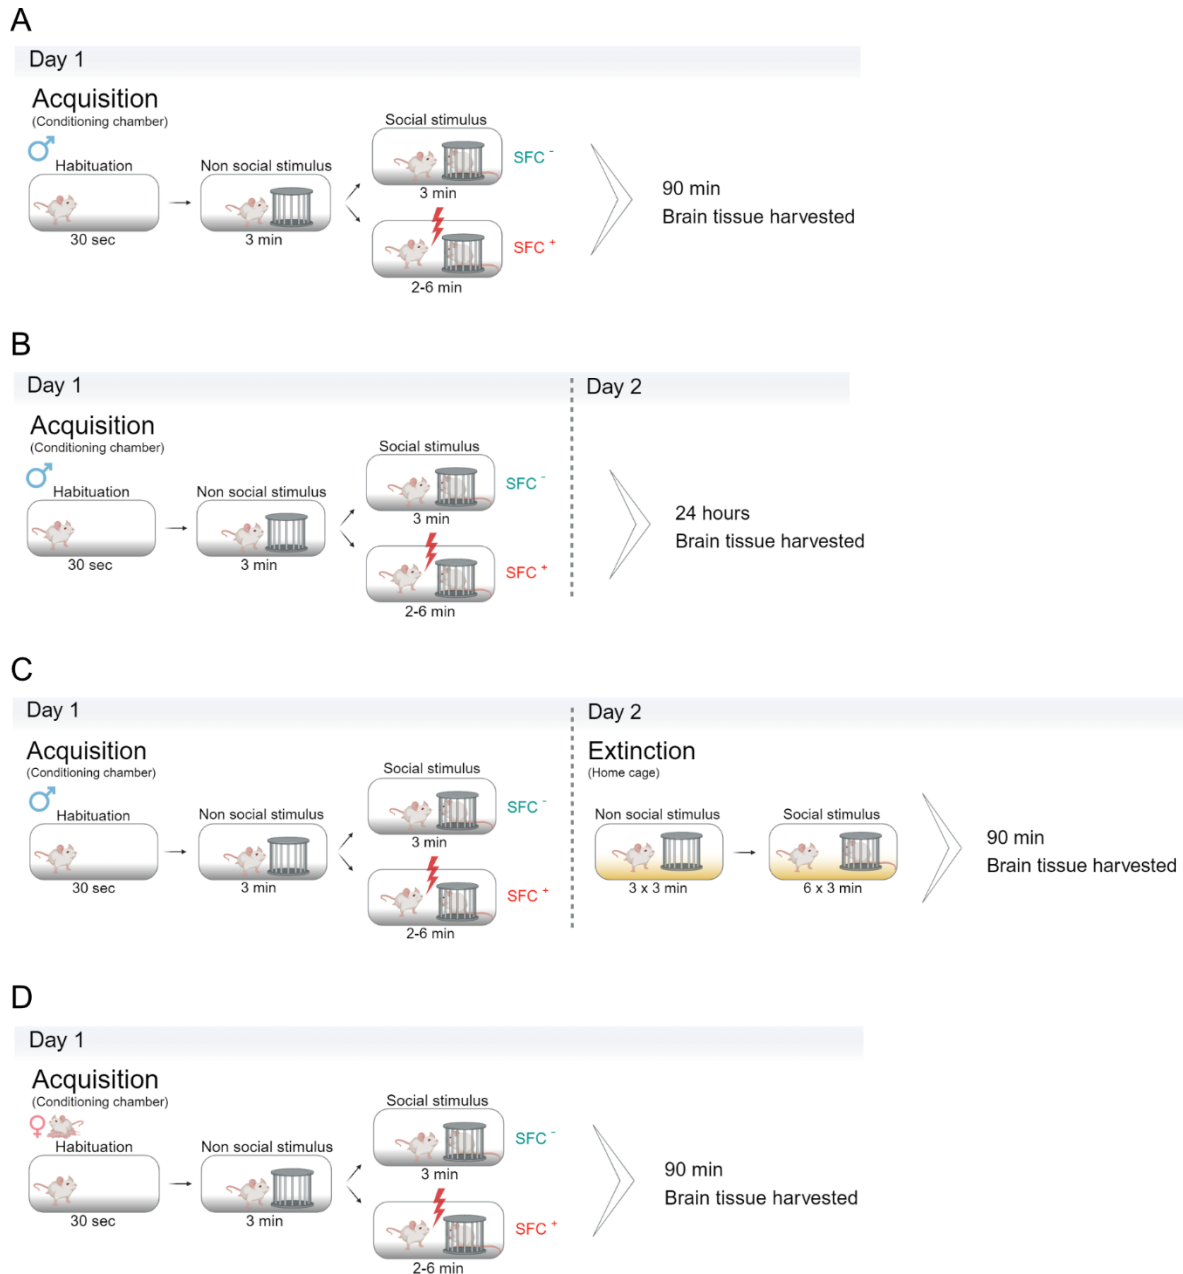 A
Day 1
Acquisition
(Conditioning chamber)
Habituation
30 sec
Non social stimulus
3 min
Social stimulus
3 min
SFC -
2-6 min
SFC +
90 min
Brain tissue harvested
B
Day 1
Day 2
Acquisition
(Conditioning chamber)
Habituation
30 sec
Non social stimulus
3 min
Social stimulus
3 min
SFC -
2-6 min
SFC +
24 hours
Brain tissue harvested
C
Day 1
Day 2
Acquisition
(Conditioning chamber)
Habituation
30 sec
Non social stimulus
3 min
Social stimulus
3 min
SFC -
2-6 min
SFC +
Extinction
(Home cage)
Non social stimulus
3 x 3 min
Social stimulus
6 x 3 min
90 min
Brain tissue harvested
D
Day 1
Acquisition
(Conditioning chamber)
Habituation
30 sec
Non social stimulus
3 min
Social stimulus
3 min
SFC -
2-6 min
SFC +
90 min
Brain tissue harvested